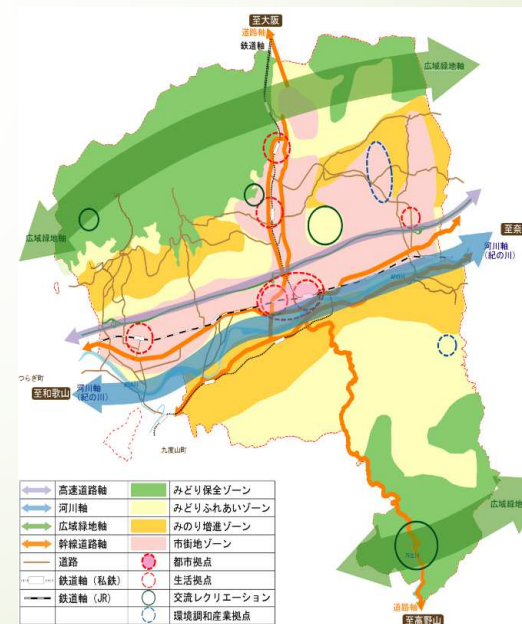 至大阪
道路軸
鉄道軸
広域緑地軸
広域緑地軸
至奈
河川軸
(紀の川)
つらぎ町
河川軸
(紀の川)
至和歌山
九度山町
広域緑
道路軸
至高野山
高速道路軸
みどり保全ゾーン
河川軸
みどりふれあいゾーン
広域緑地軸
みのり増進ゾーン
幹線道路軸
市街地ゾーン
道路
都市拠点
鉄道軸(私鉄)
生活拠点
鉄道軸(JR)
交流レクリエーション
環境調和産業拠点